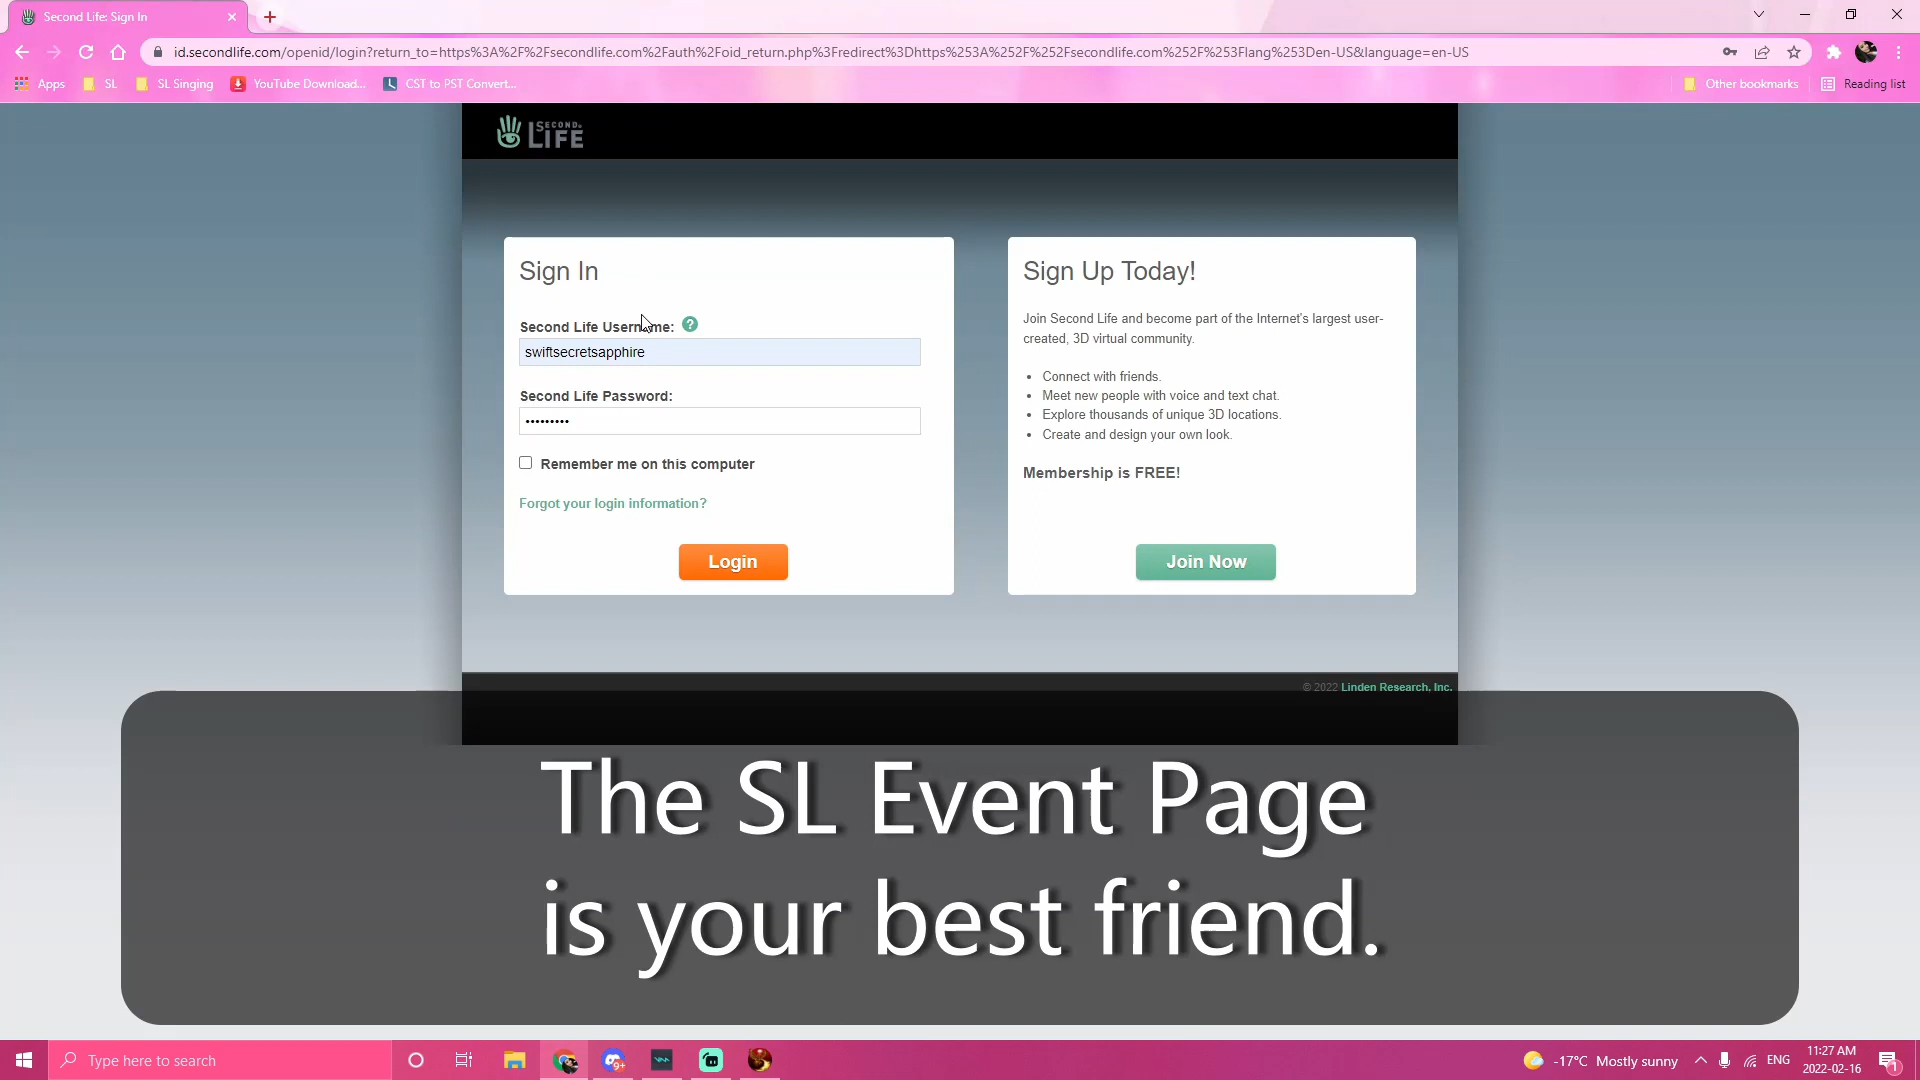 Second Life: Sign In
id.secondlife.com/openid/login?return_to=https%3A%2F%2Fsecondlife.com%2Fauth%2Foid_return.php%3Fredirect%3Dhttps%253A%252F%252Fsecondlife.com%252F%253Flang%253Den-US&language=en-US
Apps SL SL Singing YouTube Download... CST to PST Convert... Other bookmarks Reading list
SECOND LIFE
Sign In
Second Life Username: ?
swiftsecretsapphire
Second Life Password:
•••••••••
Remember me on this computer
Forgot your login information?
Login
Sign Up Today!
Join Second Life and become part of the Internet's largest user-
created, 3D virtual community.
• Connect with friends.
• Meet new people with voice and text chat.
• Explore thousands of unique 3D locations.
• Create and design your own look.
Membership is FREE!
Join Now
© 2022 Linden Research, Inc.
The SL Event Page
is your best friend.
Type here to search
9+
-17°C Mostly sunny
ENG
11:27 AM
2022-02-16
1